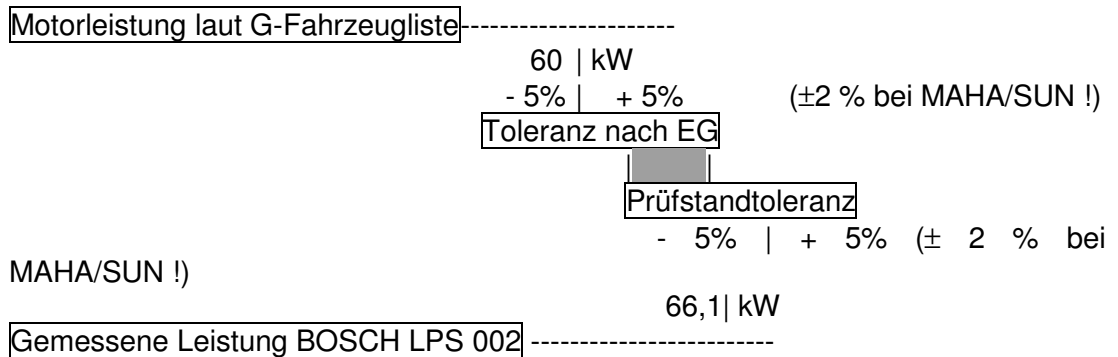 Motorleistung laut G-Fahrzeugliste----------------------
60 | kW
- 5% | + 5% (±2 % bei MAHA/SUN !)
Toleranz nach EG
| |
Prüfstandtoleranz
- 5% | + 5% (± 2 % bei
MAHA/SUN !)
66,1| kW
Gemessene Leistung BOSCH LPS 002 -------------------------